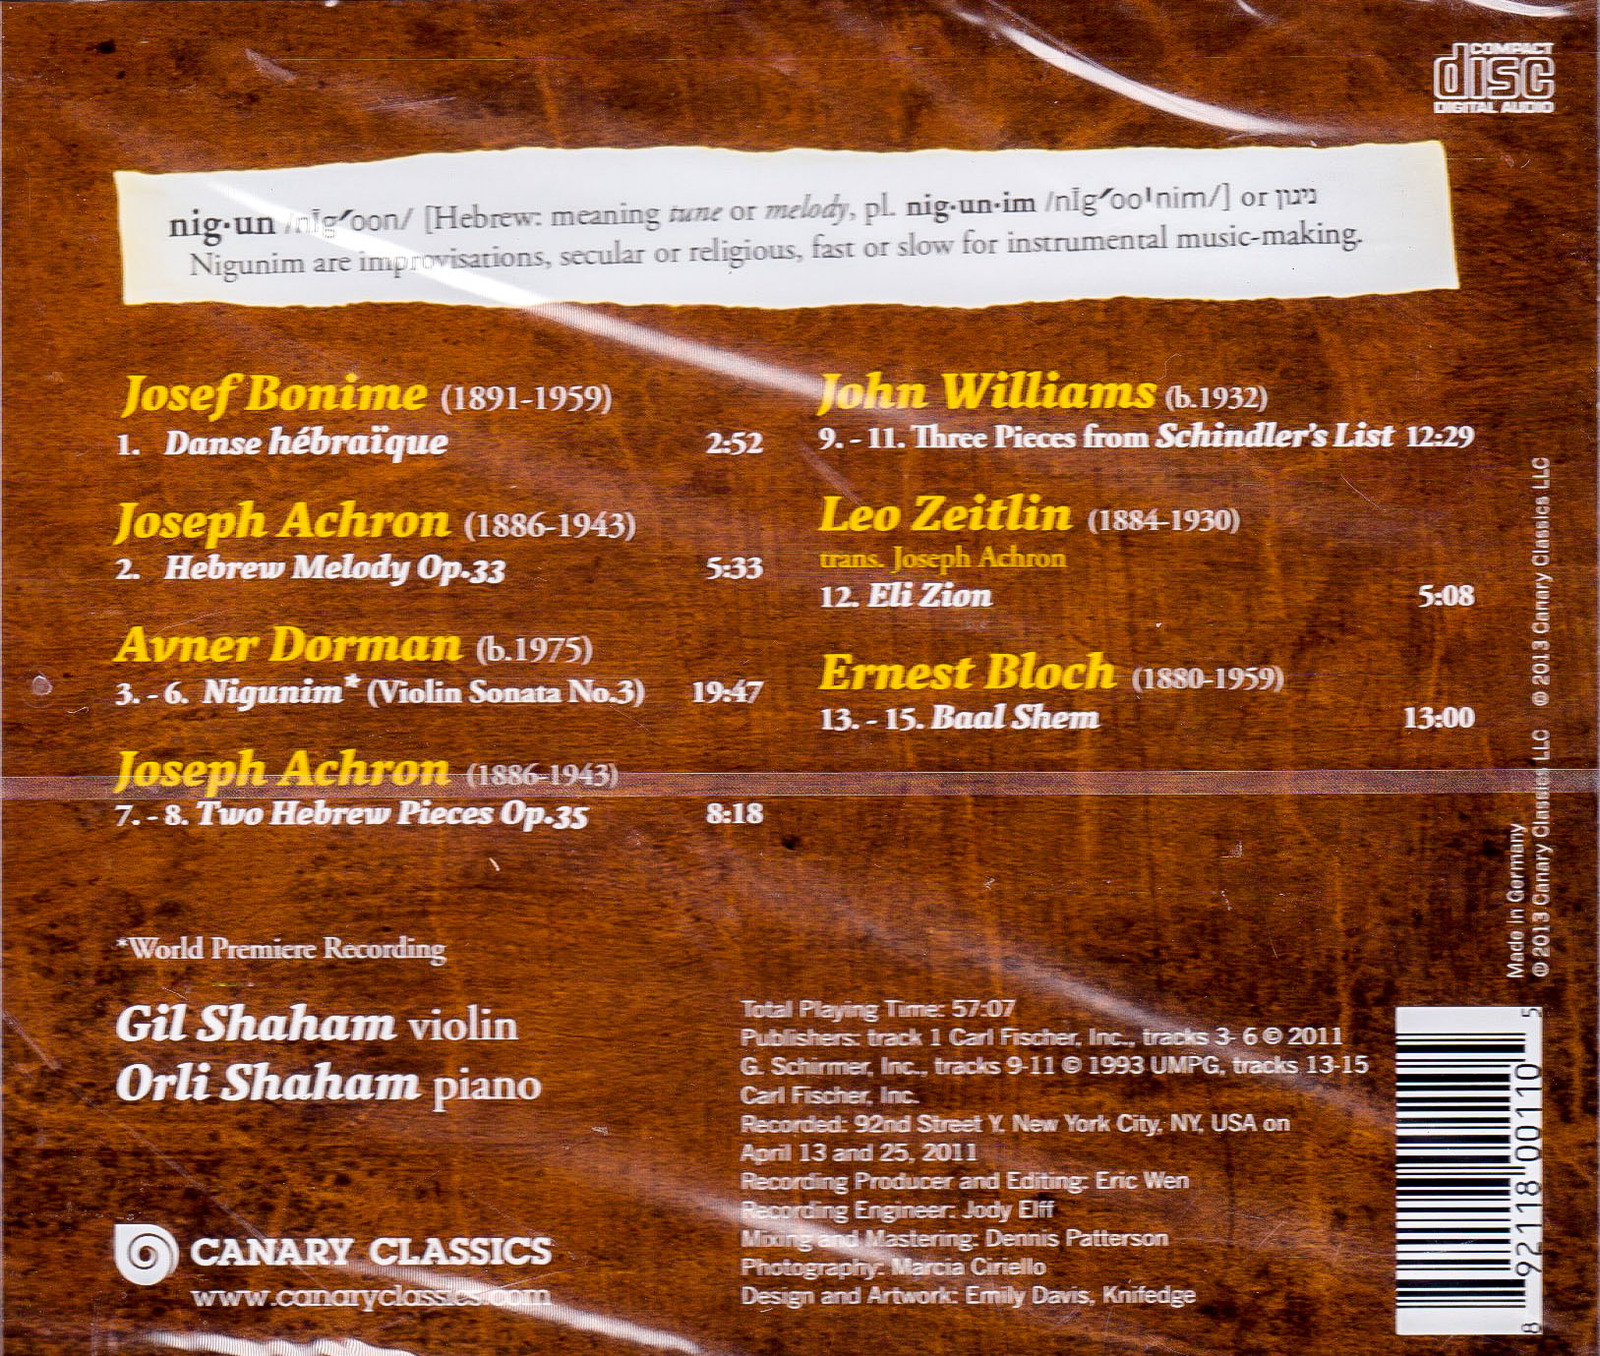 COMPACT
disc
DIGITAL AUDIO
nig·un /nĭg′oon/ [Hebrew: meaning tune or melody, pl. nig·un·im /nĭg′oo'nim/] or ניגון
Nigunim are improvisations, secular or religious, fast or slow for instrumental music-making.
Josef Bonime (1891-1959)
1. Danse hébraïque 2:52
Joseph Achron (1886-1943)
2. Hebrew Melody Op.33 5:33
Avner Dorman (b.1975)
3. - 6. Nigunim* (Violin Sonata No.3) 19:47
Joseph Achron (1886-1943)
7. - 8. Two Hebrew Pieces Op.35 8:18
John Williams (b.1932)
9. - 11. Three Pieces from Schindler's List 12:29
Leo Zeitlin (1884-1930)
trans. Joseph Achron
12. Eli Zion 5:08
Ernest Bloch (1880-1959)
13. - 15. Baal Shem 13:00
*World Premiere Recording
Gil Shaham violin
Orli Shaham piano
CANARY CLASSICS
www.canaryclassics.com
Total Playing Time: 57:07
Publishers: track 1 Carl Fischer, Inc., tracks 3- 6 © 2011
G. Schirmer, Inc., tracks 9-11 © 1993 UMPG, tracks 13-15
Carl Fischer, Inc.
Recorded: 92nd Street Y, New York City, NY, USA on
April 13 and 25, 2011
Recording Producer and Editing: Eric Wen
Recording Engineer: Jody Elff
Mixing and Mastering: Dennis Patterson
Photography: Marcia Ciriello
Design and Artwork: Emily Davis, Knifedge
Made in Germany
℗ 2013 Canary Classics LLC © 2013 Canary Classics LLC
8 92118 00110 5